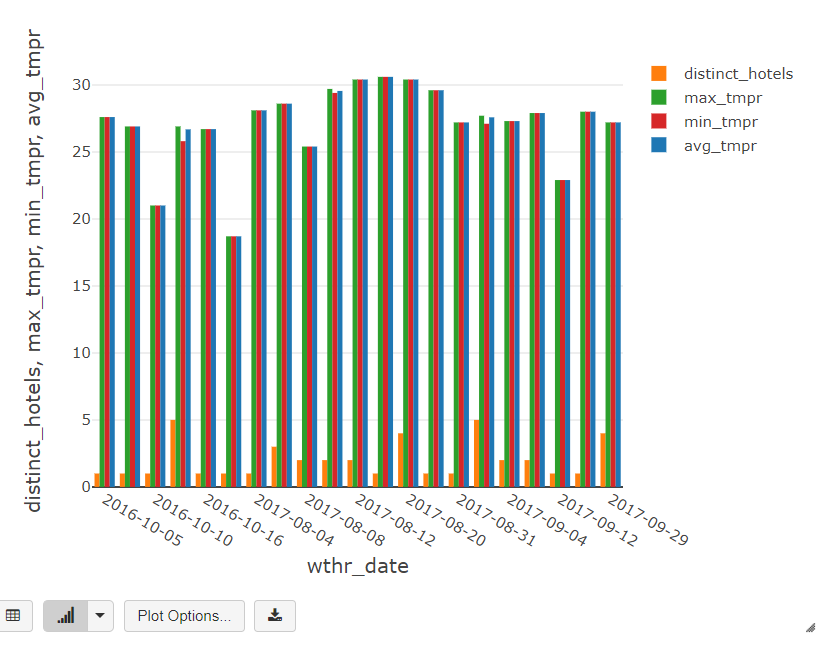 distinct_hotels, max_tmpr, min_tmpr, avg_tmpr
30
25
20
15
10
5
0
2016-10-05
2016-10-10
2016-10-16
2017-08-04
2017-08-08
2017-08-12
2017-08-20
2017-08-31
2017-09-04
2017-09-12
2017-09-29
wthr_date
distinct_hotels
max_tmpr
min_tmpr
avg_tmpr
Plot Options...